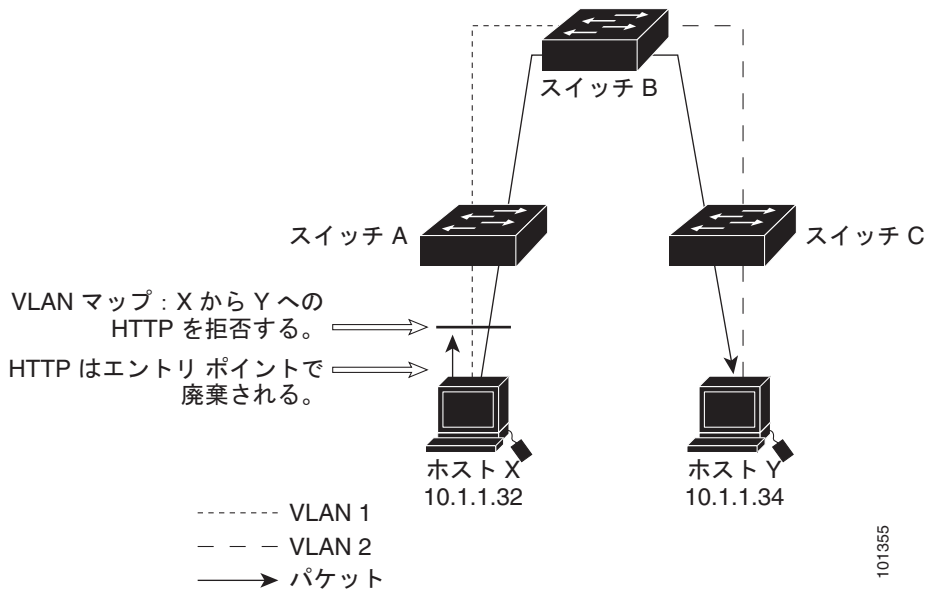 スイッチ B
スイッチ A
スイッチ C
VLAN マップ：X から Y への
HTTP を拒否する。
HTTP はエントリ ポイントで
廃棄される。
ホスト X
10.1.1.32
ホスト Y
10.1.1.34
VLAN 1
VLAN 2
パケット
101355